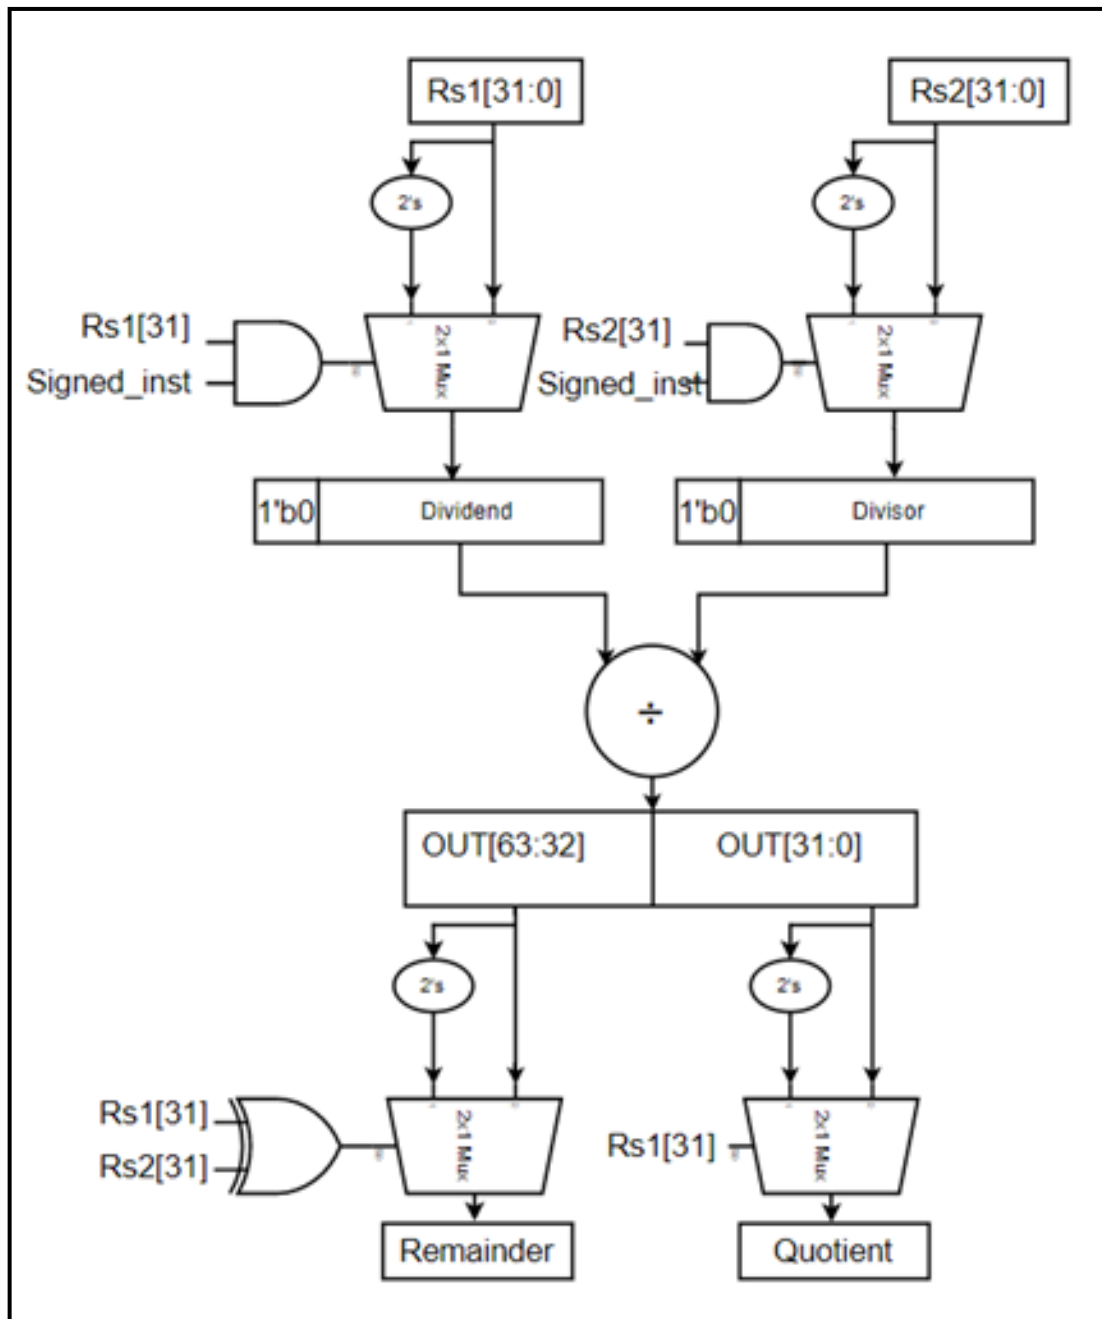 Rs1[31:0]
Rs2[31:0]
2's
2's
Rs1[31]
Signed_inst
2x1 Mux
Rs2[31]
Signed_inst
2x1 Mux
1'b0
Dividend
1'b0
Divisor
÷
OUT[63:32]
OUT[31:0]
2's
2's
Rs1[31]
Rs2[31]
2x1 Mux
Rs1[31]
2x1 Mux
Remainder
Quotient